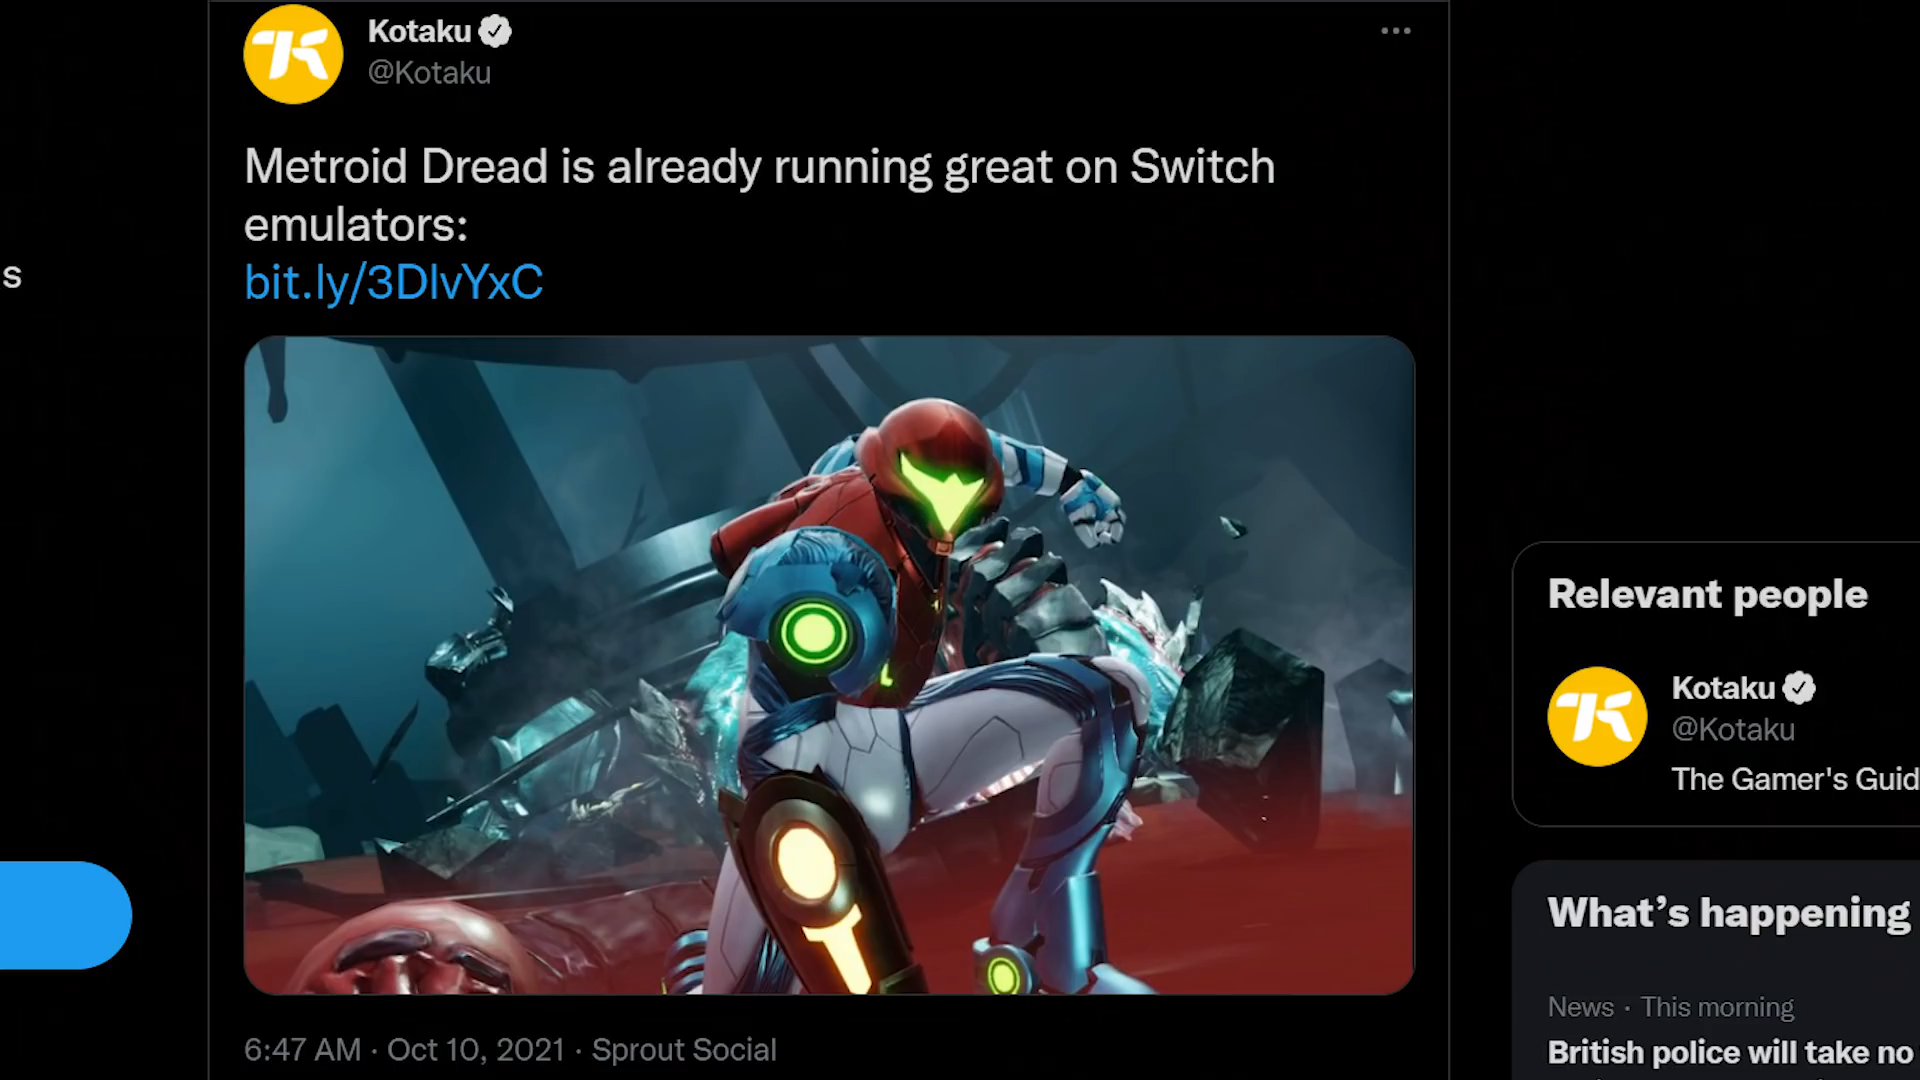 Kotaku
@Kotaku
Metroid Dread is already running great on Switch
emulators:
bit.ly/3DlvYxC
6:47 AM · Oct 10, 2021 · Sprout Social
s
Relevant people
Kotaku
@Kotaku
The Gamer's Guid
What's happening
News · This morning
British police will take no